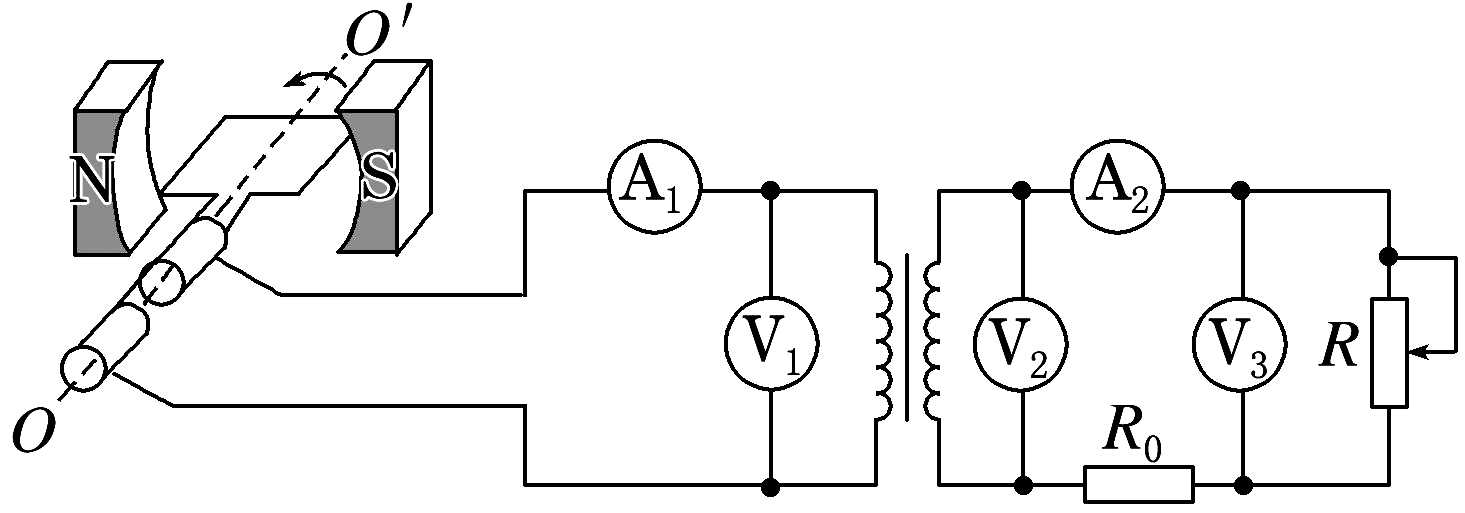 O′
N
S
A₁
A₂
V₁
V₂
V₃
R
R₀
O